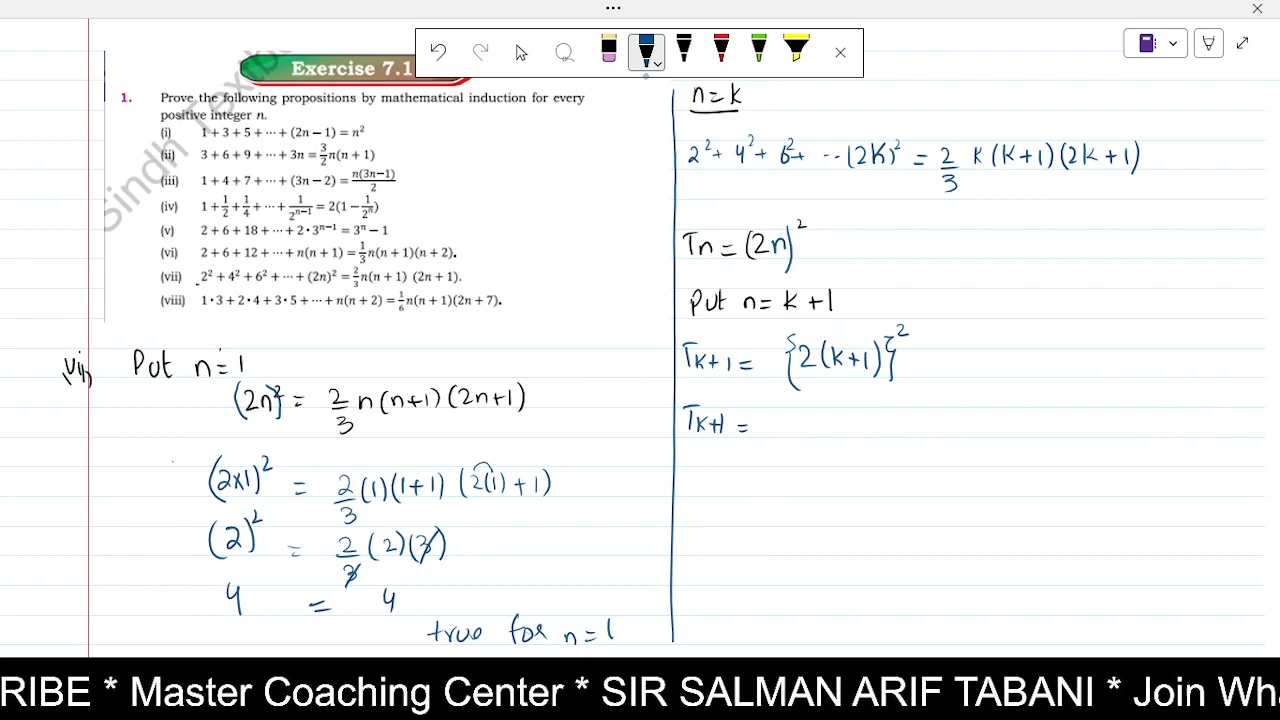 Exercise 7.1
Sindh Textb
1. Prove the following propositions by mathematical induction for every
positive integer n.
(i) 1 + 3 + 5 + ⋯ + (2n − 1) = n²
(ii) 3 + 6 + 9 + ⋯ + 3n = 3/2 n(n + 1)
(iii) 1 + 4 + 7 + ⋯ + (3n − 2) = n(3n−1)/2
(iv) 1 + 1/2 + 1/4 + ⋯ + 1/2ⁿ⁻¹ = 2(1 − 1/2ⁿ)
(v) 2 + 6 + 18 + ⋯ + 2 • 3ⁿ⁻¹ = 3ⁿ − 1
(vi) 2 + 6 + 12 + ⋯ + n(n + 1) = 1/3 n(n + 1)(n + 2).
(vii) 2² + 4² + 6² + ⋯ + (2n)² = 2/3 n(n + 1) (2n + 1).
(viii) 1 • 3 + 2 • 4 + 3 • 5 + ⋯ + n(n + 2) = 1/6 n(n + 1)(2n + 7).
vii) Put n = 1
(2n)² = 2/3 n(n+1)(2n+1)
(2×1)² = 2/3 (1)(1+1) (2(1)+1)
(2)² = 2/3 (2)(3)
4 = 4
true for n=1
n=k
2² + 4² + 6² + ⋯ (2K)² = 2/3 K(K+1)(2K+1)
Tn = (2n)²
Put n = k+1
Tk+1 = {2(k+1)}²
Tk+1 =
RIBE * Master Coaching Center * SIR SALMAN ARIF TABANI * Join Wha